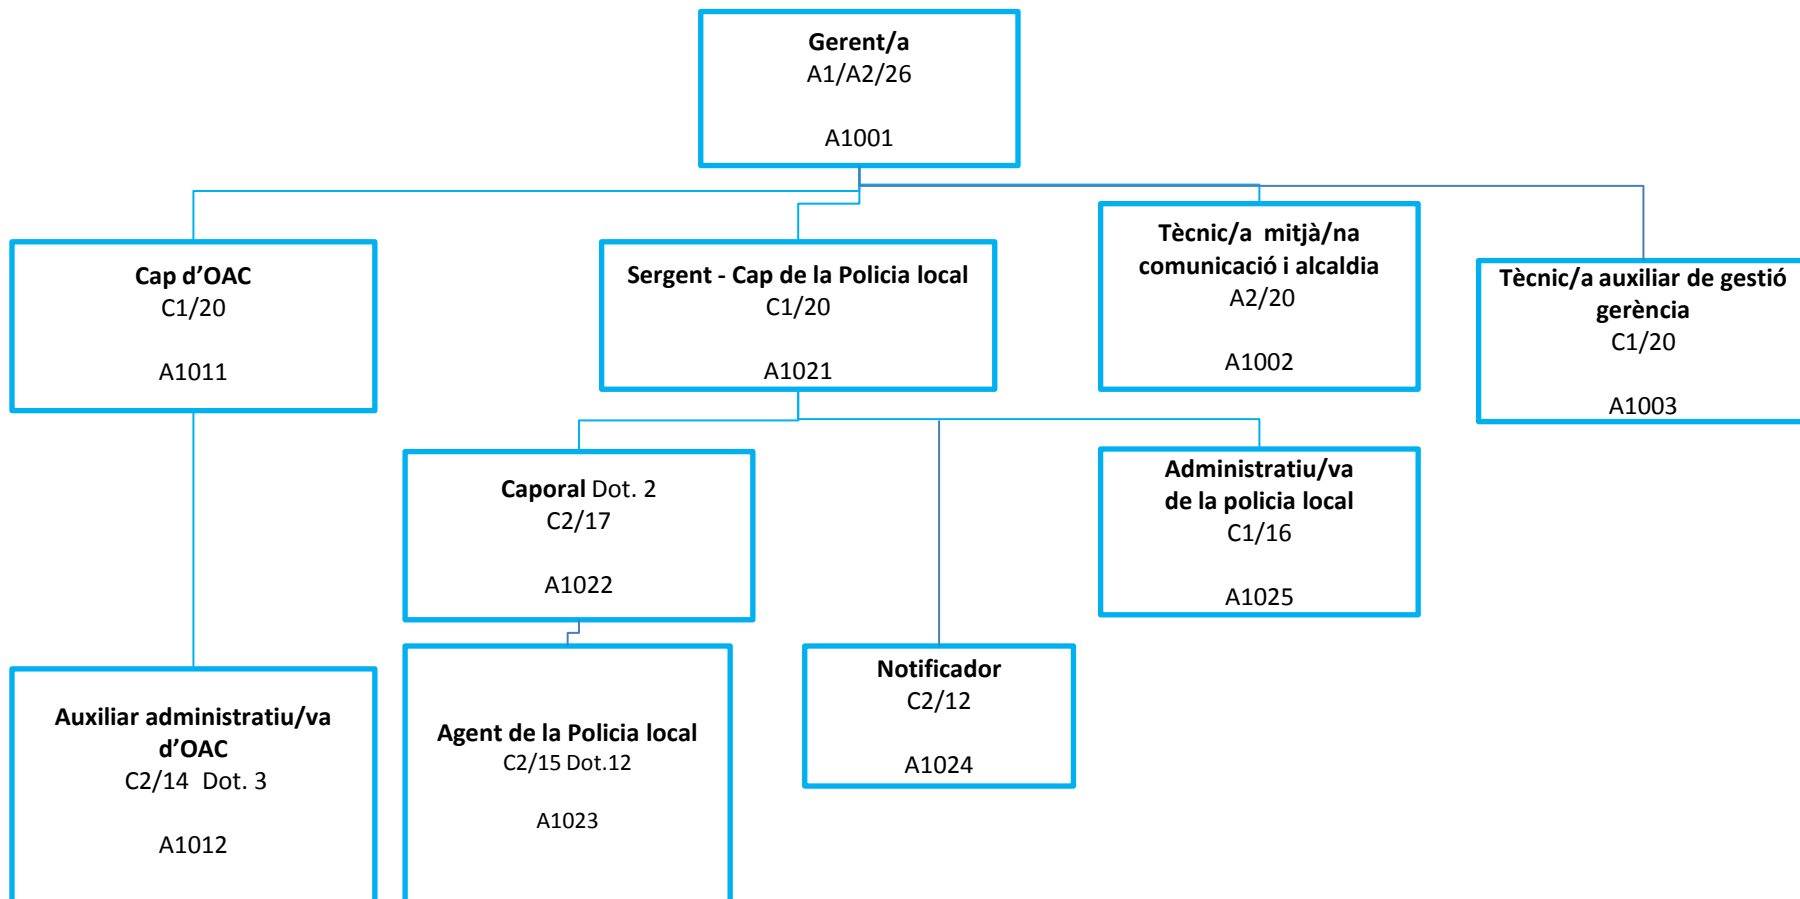 Gerent/a
A1/A2/26
A1001
Cap d’OAC
C1/20
A1011
Sergent - Cap de la Policia local
C1/20
A1021
Tècnic/a  mitjà/na
comunicació i alcaldia
A2/20
A1002
Tècnic/a auxiliar de gestió
gerència
C1/20
A1003
Caporal Dot. 2
C2/17
A1022
Administratiu/va
de la policia local
C1/16
A1025
Auxiliar administratiu/va
d’OAC
C2/14  Dot. 3
A1012
Agent de la Policia local
C2/15 Dot.12
A1023
Notificador
C2/12
A1024